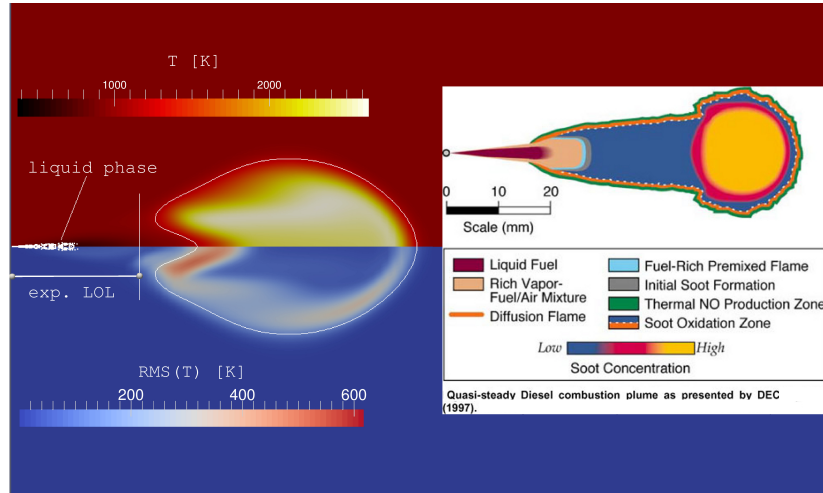 T [K]
1000 2000
liquid phase
exp. LOL
RMS(T) [K]
200 400 600
0 10 20
Scale (mm)
Liquid Fuel
Rich Vapor-
Fuel/Air Mixture
Diffusion Flame
Fuel-Rich Premixed Flame
Initial Soot Formation
Thermal NO Production Zone
Soot Oxidation Zone
Low High
Soot Concentration
Quasi-steady Diesel combustion plume as presented by DEC
(1997).